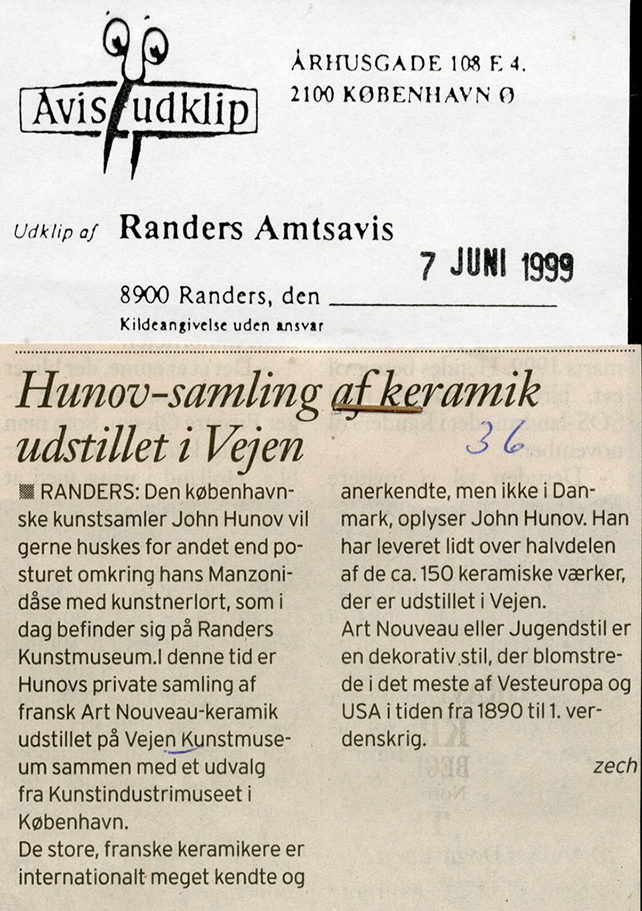 Avisudklip
ÅRHUSGADE 108 E 4.
2100 KØBENHAVN Ø
Udklip af Randers Amtsavis
7 JUNI 1999
8900 Randers, den
Kildeangivelse uden ansvar
Hunov-samling af keramik
udstillet i Vejen
36
RANDERS: Den københavn-
ske kunstsamler John Hunov vil
gerne huskes for andet end po-
sturet omkring hans Manzoni-
dåse med kunstnerlort, som i
dag befinder sig på Randers
Kunstmuseum.I denne tid er
Hunovs private samling af
fransk Art Nouveau-keramik
udstillet på Vejen Kunstmuse-
um sammen med et udvalg
fra Kunstindustrimuseet i
København.
De store, franske keramikere er
internationalt meget kendte og
anerkendte, men ikke i Dan-
mark, oplyser John Hunov. Han
har leveret lidt over halvdelen
af de ca. 150 keramiske værker,
der er udstillet i Vejen.
Art Nouveau eller Jugendstil er
en dekorativ stil, der blomstre-
de i det meste af Vesteuropa og
USA i tiden fra 1890 til 1. ver-
denskrig.
zech